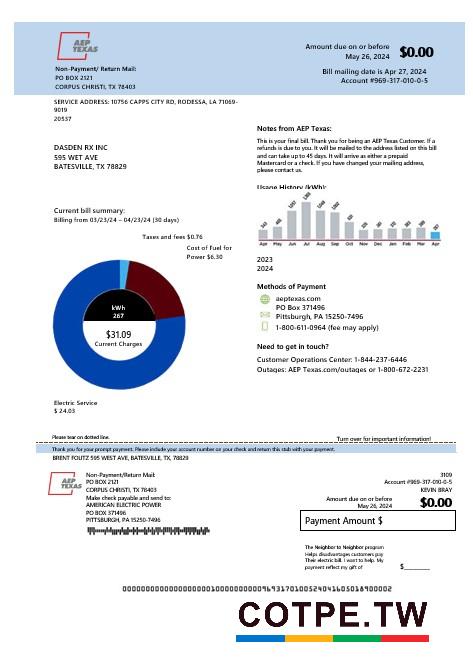 AEP
TEXAS
Non-Payment/ Return Mail:
PO BOX 2121
CORPUS CHRISTI, TX 78403
Amount due on or before
May 26, 2024
$0.00
Bill mailing date is Apr 27, 2024
Account #969-317-010-0-5
SERVICE ADDRESS: 10756 CAPPS CITY RD, RODESSA, LA 71069-
9019
20537
DASDEN RX INC
595 WET AVE
BATESVILLE, TX 78829
Notes from AEP Texas:
This is your final bill. Thank you for being an AEP Texas Customer. If a
refunds is due to you. It will be mailed to the address listed on this bill
and can take up to 45 days. It will arrive as either a prepaid
Mastercard or a check. If you have changed your mailing address,
please contact us.
Usage History (kWh):
Apr May Jun Jul Aug Sep Oct Nov Dec Jan Feb Mar Apr
2023
2024
Current bill summary:
Billing from 03/23/24 – 04/23/24 (30 days)
Taxes and fees $0.76
Cost of Fuel for
Power $6.30
kWh
267
$31.09
Current Charges
Electric Service
$ 24.03
Methods of Payment
aeptexas.com
PO Box 371496
Pittsburgh, PA 15250-7496
1-800-611-0964 (fee may apply)
Need to get in touch?
Customer Operations Center: 1-844-237-6446
Outages: AEP Texas.com/outages or 1-800-672-2231
Please tear on dotted line.
Turn over for important information!
Thank you for your prompt payment. Please include your account number on your check and return this stub with your payment.
BRENT FOUTZ 595 WEST AVE, BATESVILLE, TX, 78829
AEP
TEXAS
Non-Payment/Return Mail:
PO BOX 2121
CORPUS CHRISTI, TX 78403
Make check payable and send to:
AMERICAN ELECTRIC POWER
PO BOX 371496
PITTSBURGH, PA 15250-7496
3109
Account #969-317-010-0-5
KEVIN BRAY
Amount due on or before
May 26, 2024
$0.00
Payment Amount $
The Neighbor to Neighbor program
Helps disadvantages customers pay
Their electric bill. I want to help. My
payment reflect my gift of
$
COTPE.TW